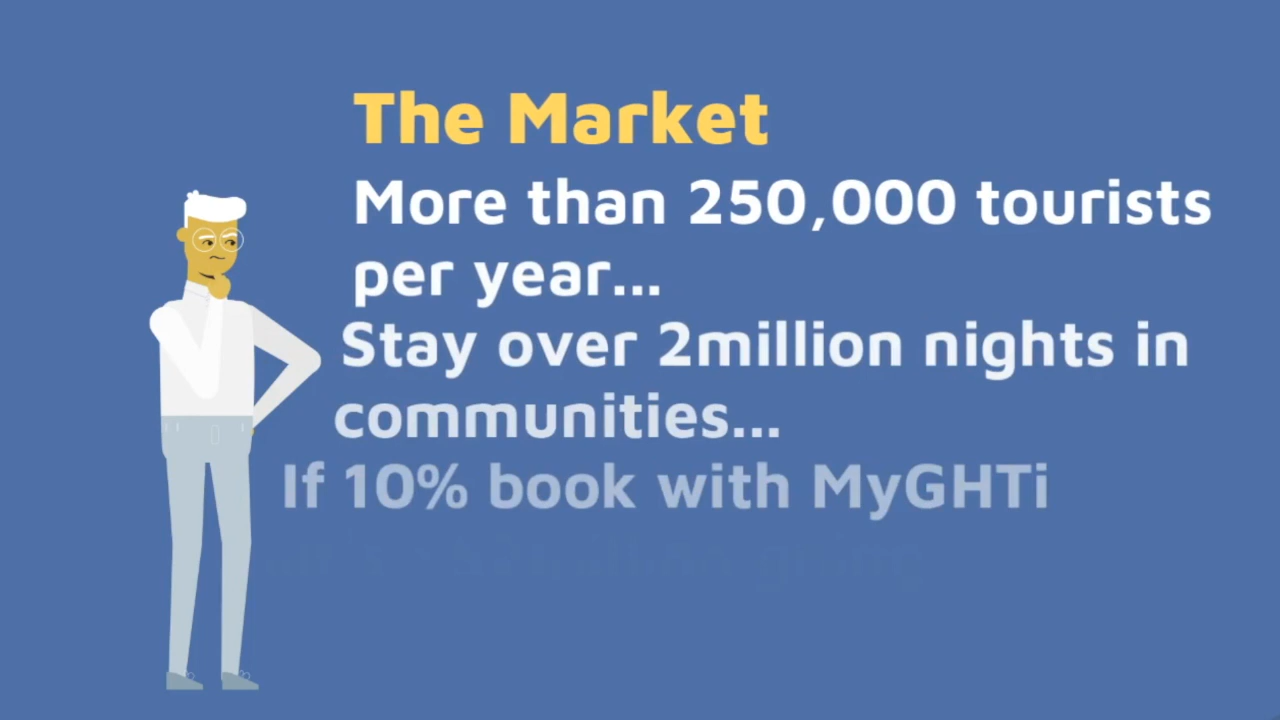 The Market
More than 250,000 tourists
per year...
Stay over 2million nights in
communities...
If 10% book with MyGHTi